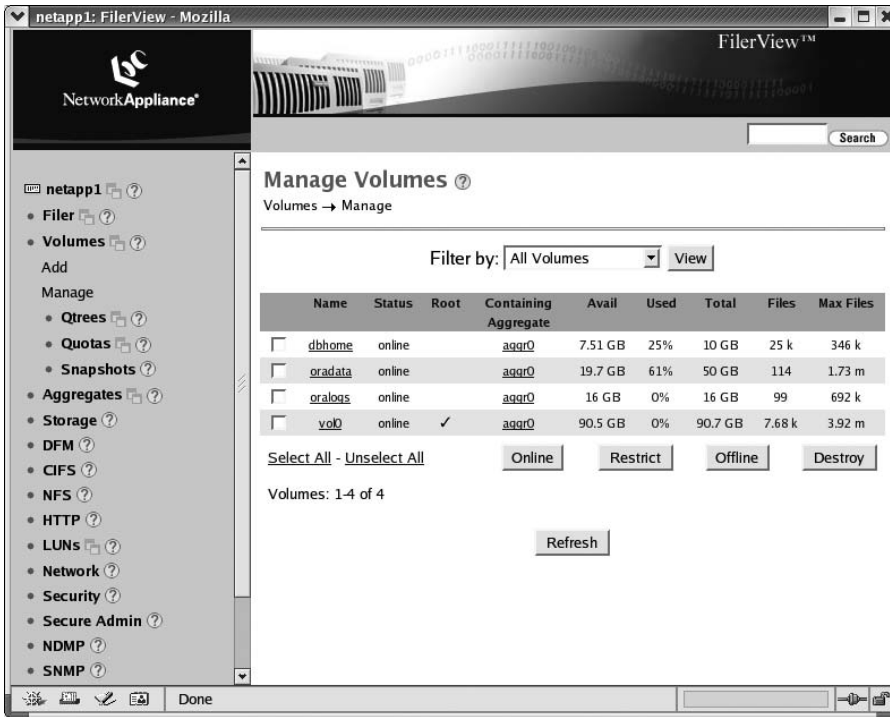 netapp1: FilerView - Mozilla
NetworkAppliance®
FilerView™
Search
netapp1
Filer
Volumes
Add
Manage
Qtrees
Quotas
Snapshots
Aggregates
Storage
DFM
CIFS
NFS
HTTP
LUNs
Network
Security
Secure Admin
NDMP
SNMP
Manage Volumes
Volumes → Manage
Filter by: All Volumes View
Name Status Root Containing Aggregate Avail Used Total Files Max Files
dbhome online aggr0 7.51 GB 25% 10 GB 25 k 346 k
oradata online aggr0 19.7 GB 61% 50 GB 114 1.73 m
oralogs online aggr0 16 GB 0% 16 GB 99 692 k
vol0 online ✓ aggr0 90.5 GB 0% 90.7 GB 7.68 k 3.92 m
Select All - Unselect All Online Restrict Offline Destroy
Volumes: 1-4 of 4
Refresh
Done